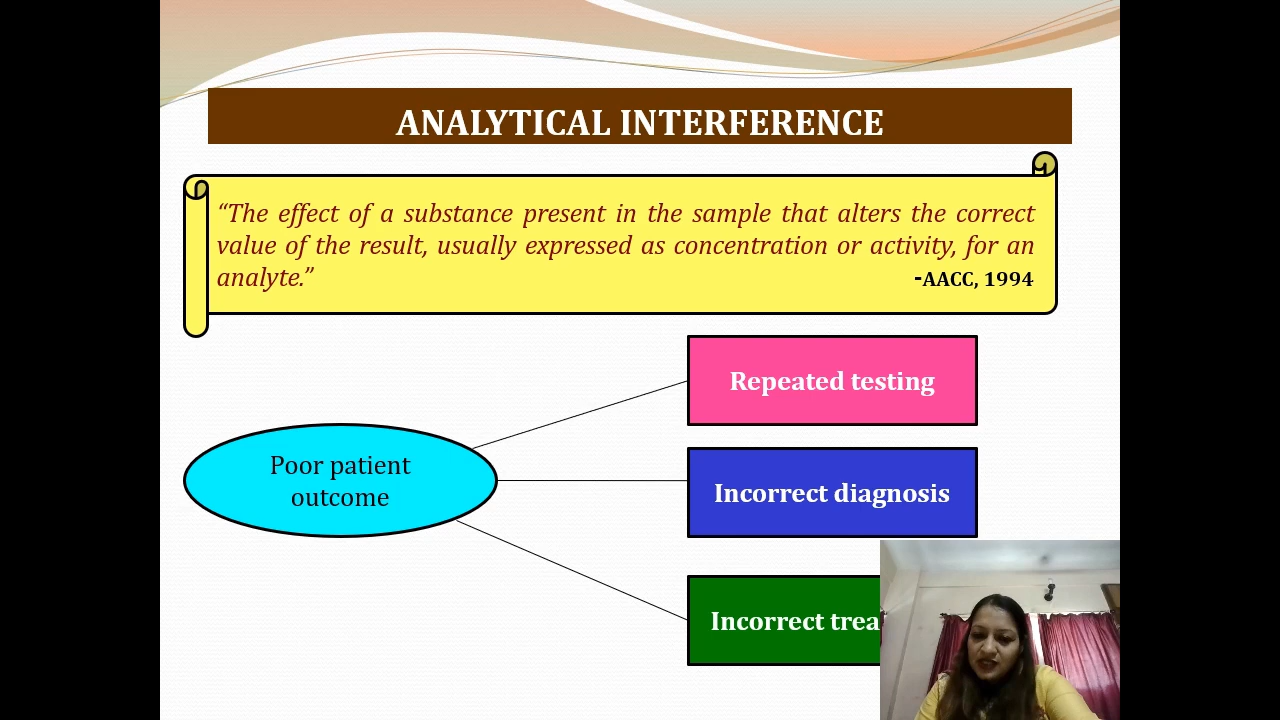 ANALYTICAL INTERFERENCE
“The effect of a substance present in the sample that alters the correct
value of the result, usually expressed as concentration or activity, for an
analyte.” -AACC, 1994
Repeated testing
Poor patient
outcome
Incorrect diagnosis
Incorrect